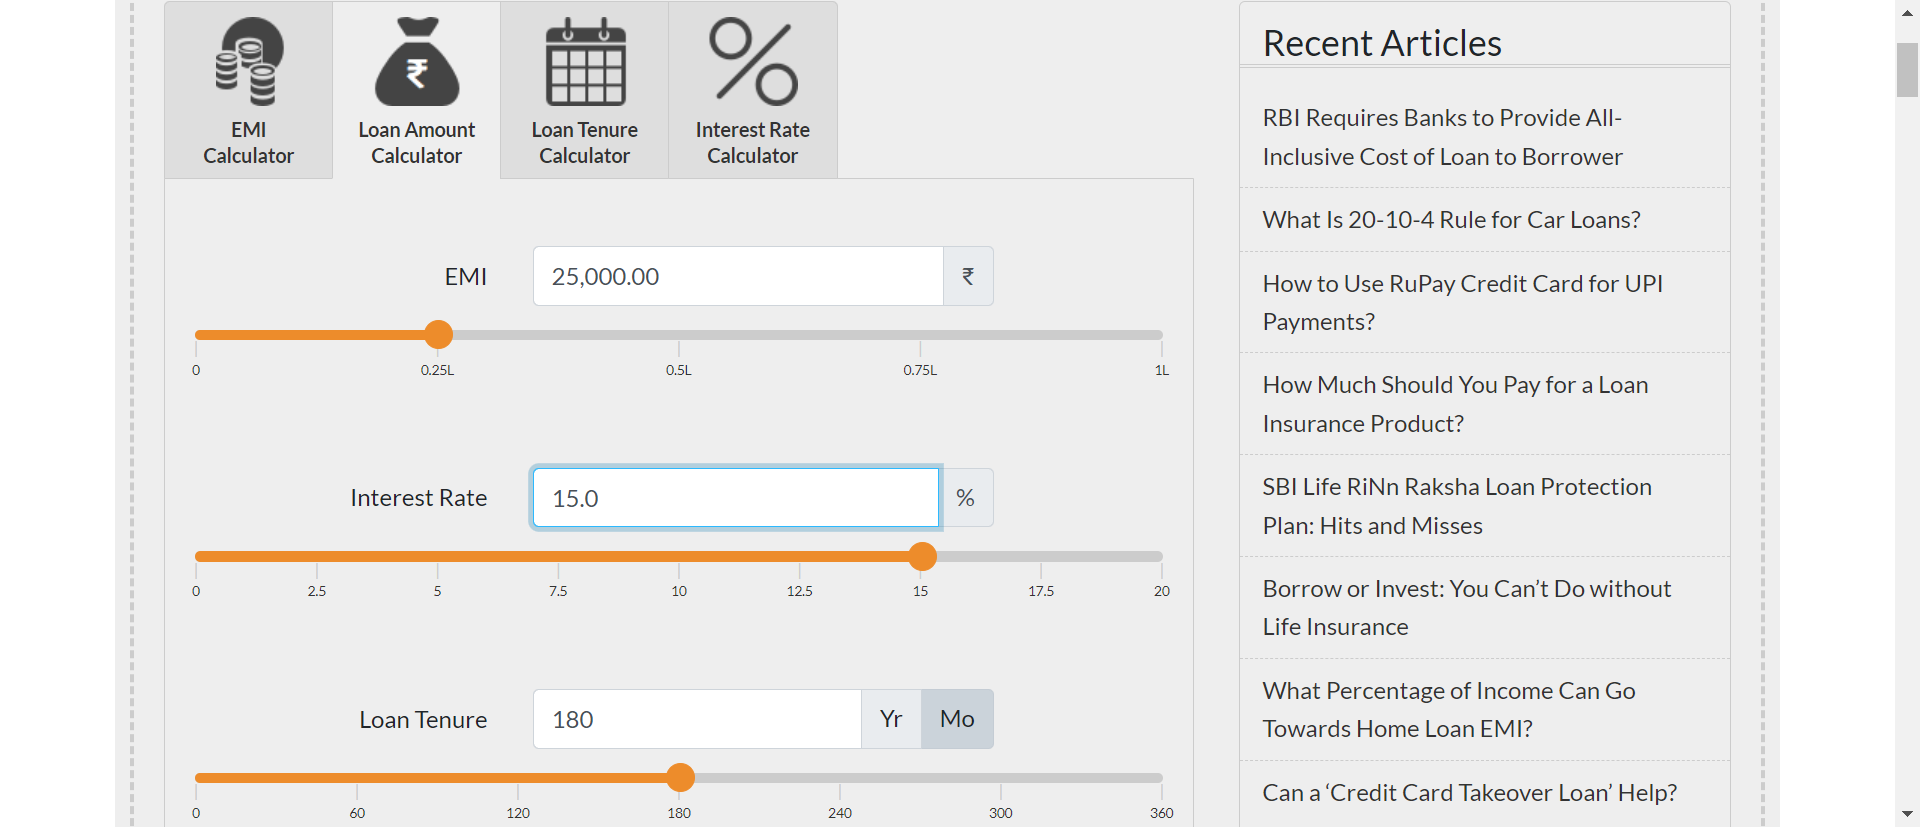 EMI
Calculator
Loan Amount
Calculator
Loan Tenure
Calculator
Interest Rate
Calculator
EMI
25,000.00
₹
0
0.25L
0.5L
0.75L
1L
Interest Rate
15.0
%
0
2.5
5
7.5
10
12.5
15
17.5
20
Loan Tenure
180
Yr
Mo
0
60
120
180
240
300
360
Recent Articles
RBI Requires Banks to Provide All-
Inclusive Cost of Loan to Borrower
What Is 20-10-4 Rule for Car Loans?
How to Use RuPay Credit Card for UPI
Payments?
How Much Should You Pay for a Loan
Insurance Product?
SBI Life RiNn Raksha Loan Protection
Plan: Hits and Misses
Borrow or Invest: You Can’t Do without
Life Insurance
What Percentage of Income Can Go
Towards Home Loan EMI?
Can a ‘Credit Card Takeover Loan’ Help?